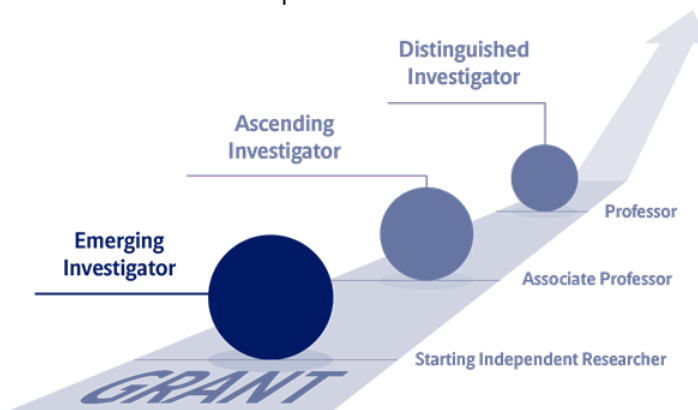 Distinguished
Investigator
Ascending
Investigator
Professor
Emerging
Investigator
Associate Professor
Starting Independent Researcher
GRANT